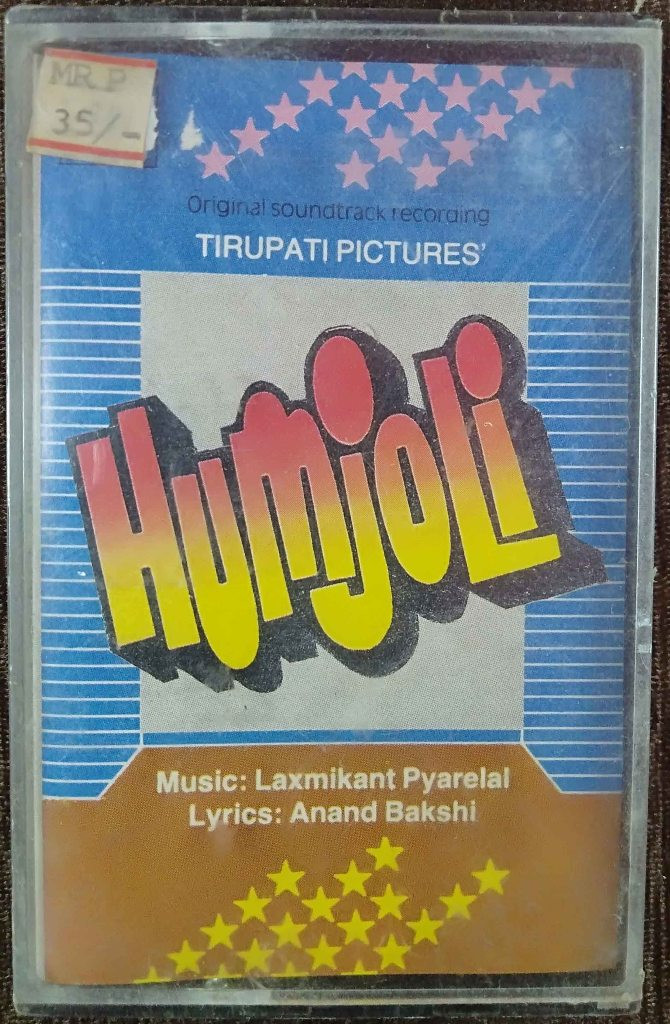 MR P
35/-
Original soundtrack recording
TIRUPATI PICTURES'
Humjoli
Music: Laxmikant Pyarelal
Lyrics: Anand Bakshi